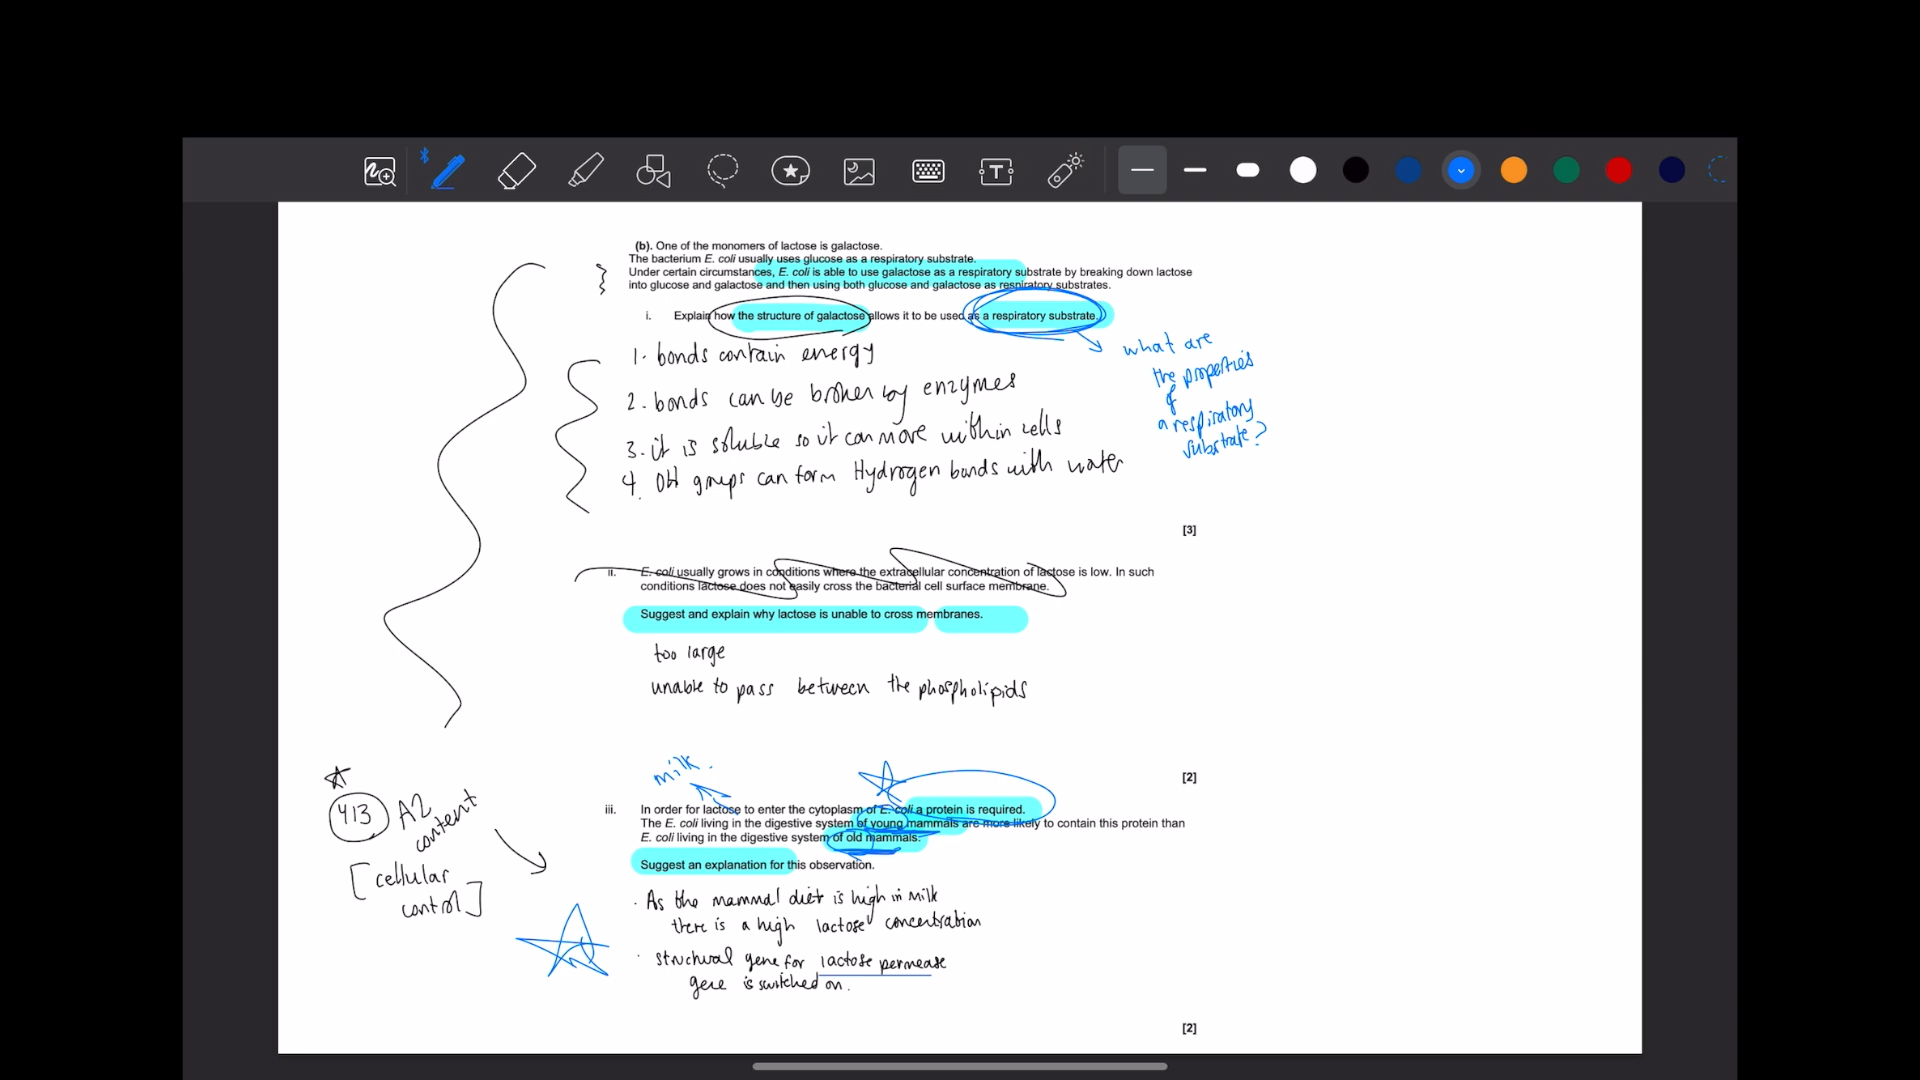 (b). One of the monomers of lactose is galactose.
The bacterium E. coli usually uses glucose as a respiratory substrate.
Under certain circumstances, E. coli is able to use galactose as a respiratory substrate by breaking down lactose
into glucose and galactose and then using both glucose and galactose as respiratory substrates.
i. Explain how the structure of galactose allows it to be used as a respiratory substrate.
1. bonds contain energy
2. bonds can be broken by enzymes
3. it is soluble so it can move within cells
4. OH groups can form Hydrogen bonds with water
what are
the properties
of
a respiratory
substrate?
[3]
ii. E. coli usually grows in conditions where the extracellular concentration of lactose is low. In such
conditions lactose does not easily cross the bacterial cell surface membrane.
Suggest and explain why lactose is unable to cross membranes.
too large
unable to pass between the phospholipids
[2]
milk.
iii. In order for lactose to enter the cytoplasm of E. coli a protein is required.
The E. coli living in the digestive system of young mammals are more likely to contain this protein than
E. coli living in the digestive system of old mammals.
Suggest an explanation for this observation.
413 A2
content
[cellular
control]
· As the mammal diet is high in milk
there is a high lactose concentration
· structural gene for lactose permease
gene is switched on.
[2]